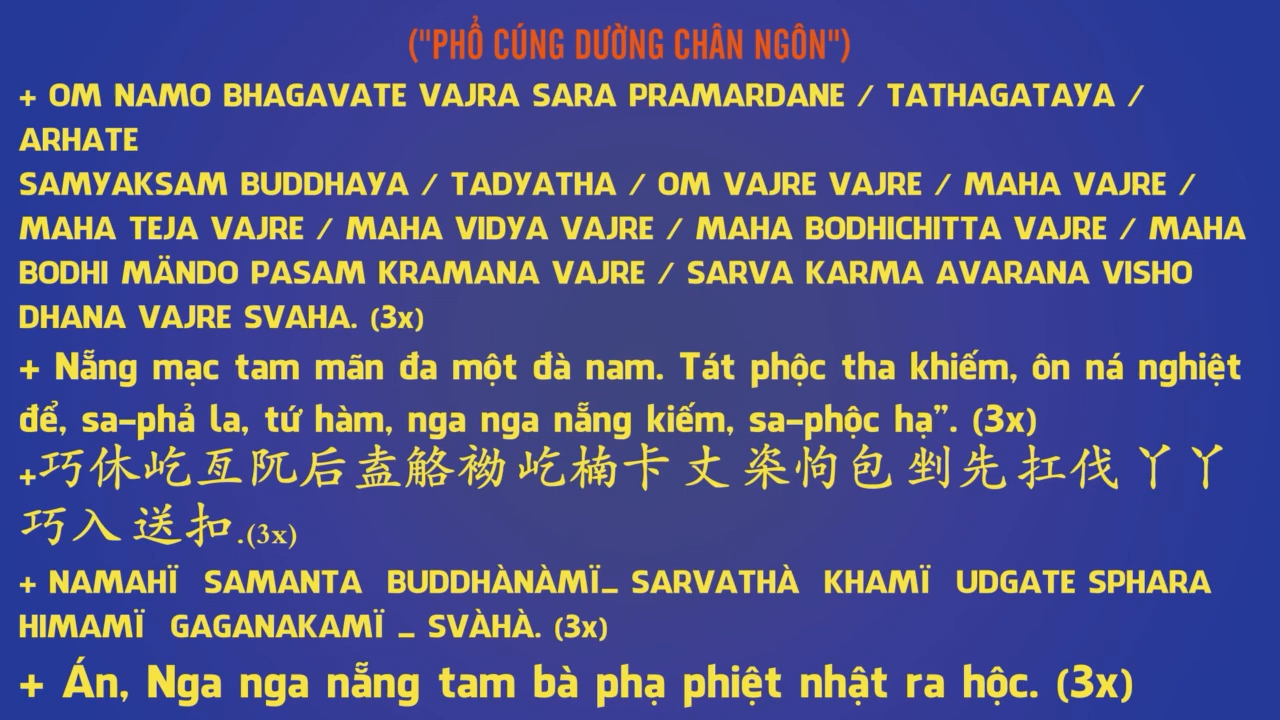 ("PHỔ CÚNG DƯỜNG CHÂN NGÔN")
+ OM NAMO BHAGAVATE VAJRA SARA PRAMARDANE / TATHAGATAYA /
ARHATE
SAMYAKSAM BUDDHAYA / TADYATHA / OM VAJRE VAJRE / MAHA VAJRE /
MAHA TEJA VAJRE / MAHA VIDYA VAJRE / MAHA BODHICHITTA VAJRE / MAHA
BODHI MÄNDO PASAM KRAMANA VAJRE / SARVA KARMA AVARANA VISHO
DHANA VAJRE SVAHA. (3x)
+ Nẵng mạc tam mãn đa một đà nam. Tát phộc tha khiếm, ôn ná nghiệt
để, sa-phả la, tứ hàm, nga nga nẵng kiếm, sa-phộc hạ”. (3x)
+巧休屹亙阢后盍觡袎屹楠卡丈 楶怐包 剉先 扛伐 丫丫
巧入 送扣.(3x)
+ NAMAHÏ SAMANTA BUDDHÀNÀMÏ_ SARVATHÀ KHAMÏ UDGATE SPHARA
HIMAMÏ GAGANAKAMÏ _ SVÀHÀ. (3x)
+ Án, Nga nga nẵng tam bà phạ phiệt nhật ra hộc. (3x)